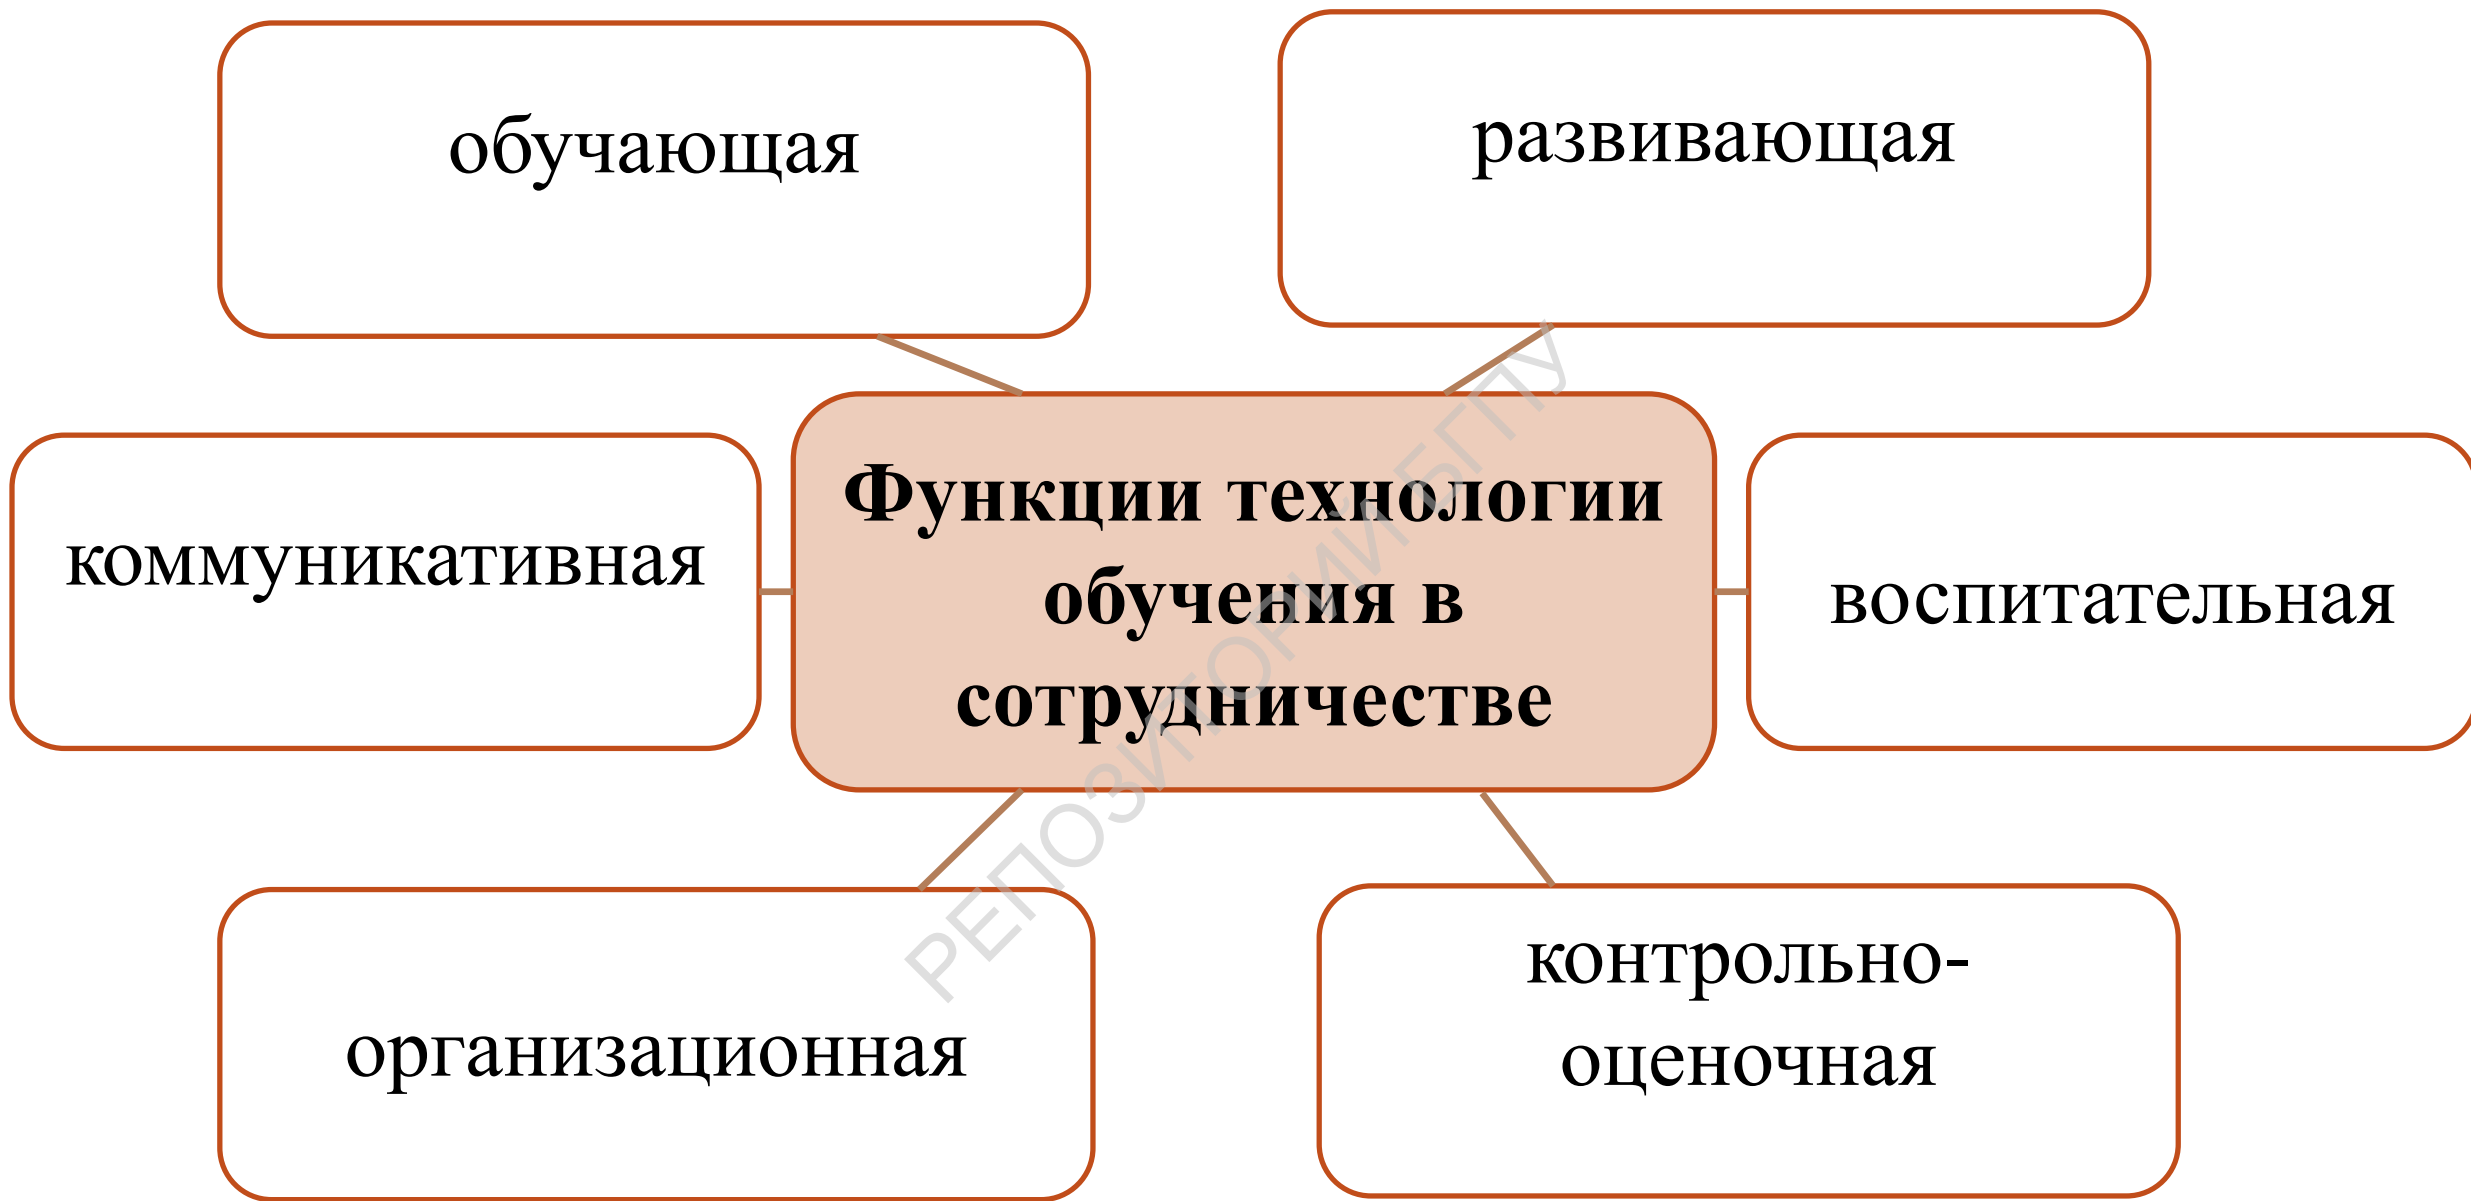 обучающая
развивающая
Функции технологии
обучения в
сотрудничестве
коммуникативная
воспитательная
организационная
контрольно-
оценочная
РЕПОЗИТОРИЙ БГПУ